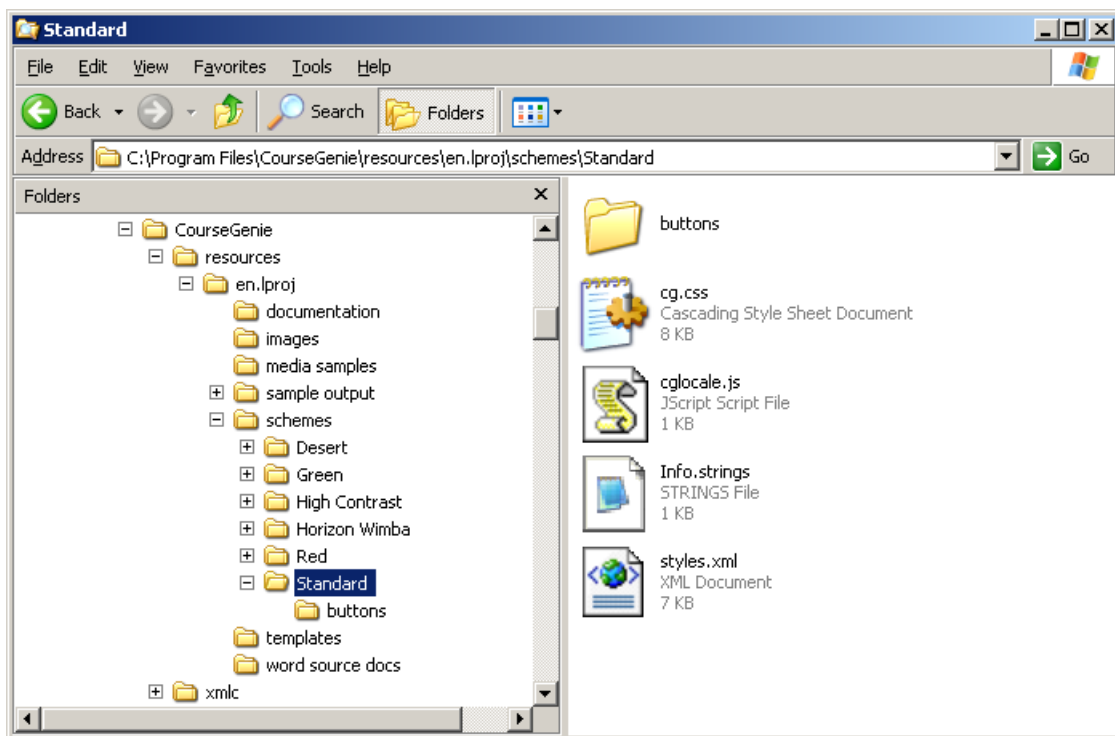 Standard
File Edit View Favorites Tools Help
Back Search Folders
Address C:\Program Files\CourseGenie\resources\en.lproj\schemes\Standard Go
Folders
CourseGenie
resources
en.lproj
documentation
images
media samples
sample output
schemes
Desert
Green
High Contrast
Horizon Wimba
Red
Standard
buttons
templates
word source docs
xmlc
buttons
cg.css
Cascading Style Sheet Document
8 KB
cglocale.js
JScript Script File
1 KB
Info.strings
STRINGS File
1 KB
styles.xml
XML Document
7 KB